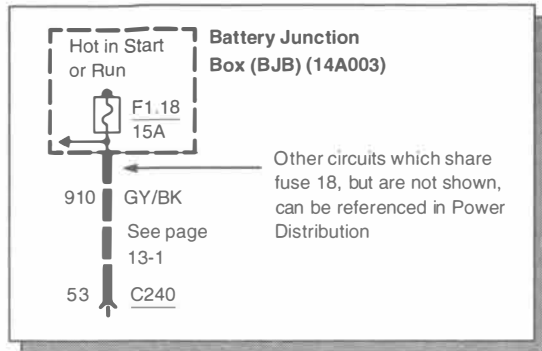 Hot in Start
or Run
Battery Junction
Box (BJB) (14A003)
F1.18
15A
Other circuits which share
fuse 18, but are not shown,
can be referenced in Power
Distribution
910 GY/BK
See page
13-1
53 C240